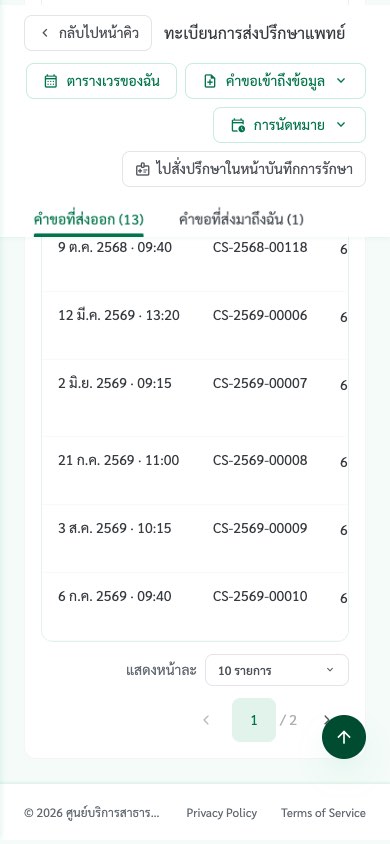 กลับไปหน้าคิว ทะเบียนการส่งปรึกษาแพทย์
ตารางเวรของฉัน คำขอเข้าถึงข้อมูล
การนัดหมาย
ไปสั่งปรึกษาในหน้าบันทึกการรักษา
คำขอที่ส่งออก (13) คำขอที่ส่งมาถึงฉัน (1)
9 ต.ค. 2568 · 09:40 CS-2568-00118 6
12 มี.ค. 2569 · 13:20 CS-2569-00006 6
2 มิ.ย. 2569 · 09:15 CS-2569-00007 6
21 ก.ค. 2569 · 11:00 CS-2569-00008 6
3 ส.ค. 2569 · 10:15 CS-2569-00009 6
6 ก.ค. 2569 · 09:40 CS-2569-00010 6
แสดงหน้าละ 10 รายการ
1 / 2
© 2026 ศูนย์บริการสาธาร... Privacy Policy Terms of Service